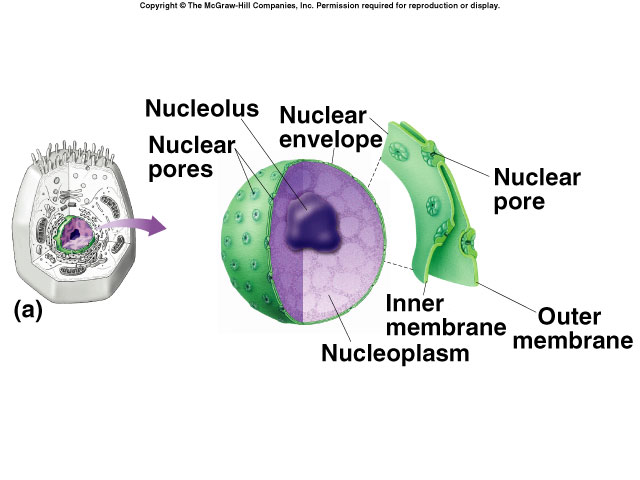 Copyright © The McGraw-Hill Companies, Inc. Permission required for reproduction or display.
Nucleolus
Nuclear
envelope
Nuclear
pores
Nuclear
pore
(a)
Inner
membrane
Outer
membrane
Nucleoplasm